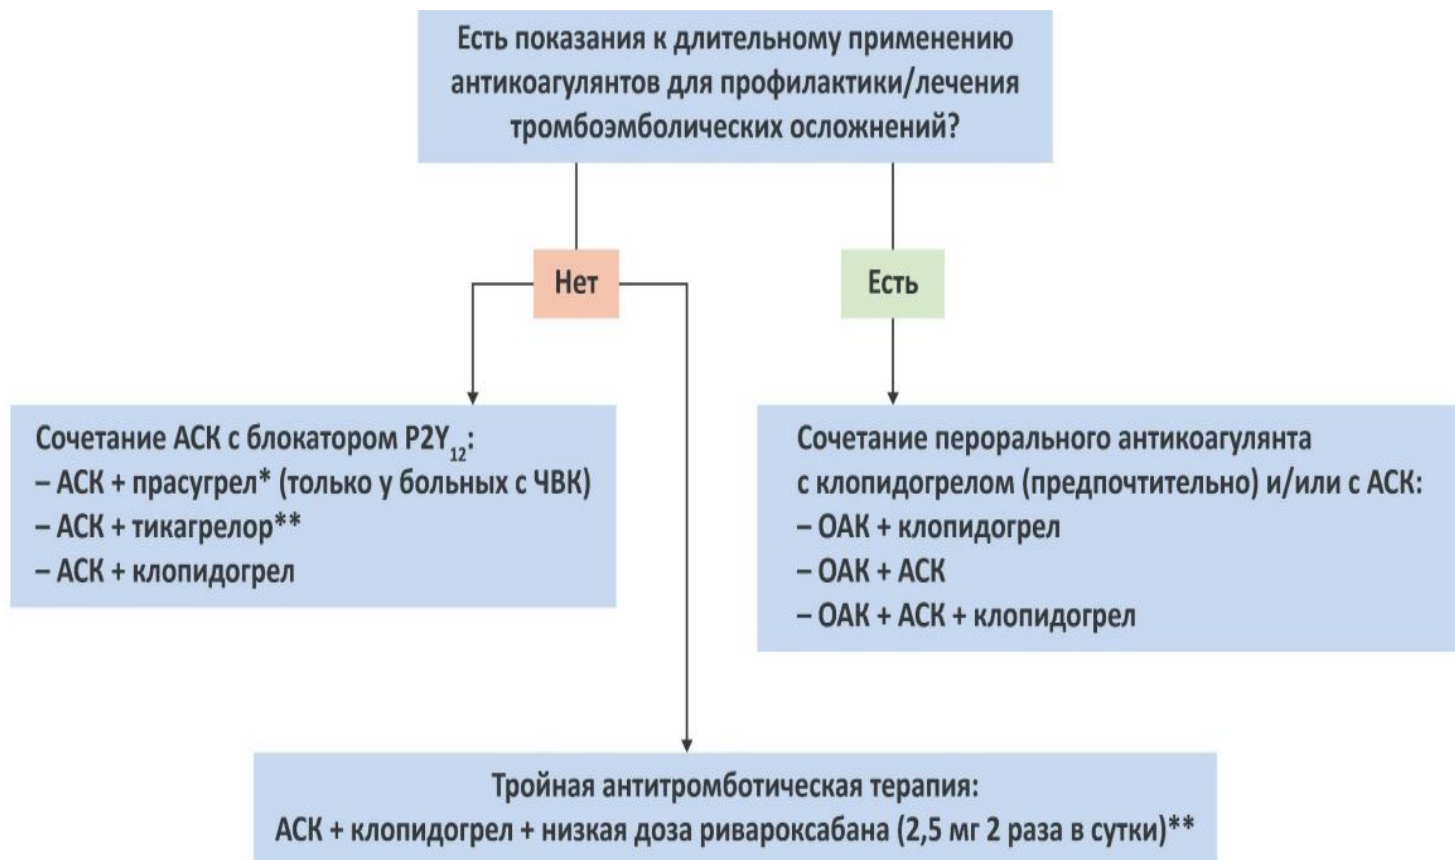 Есть показания к длительному применению
антикоагулянтов для профилактики/лечения
тромбоэмболических осложнений?
Нет
Есть
Сочетание АСК с блокатором P2Y12:
– АСК + прасугрел* (только у больных с ЧВК)
– АСК + тикагрелор**
– АСК + клопидогрел
Сочетание перорального антикоагулянта
с клопидогрелом (предпочтительно) и/или с АСК:
– ОАК + клопидогрел
– ОАК + АСК
– ОАК + АСК + клопидогрел
Тройная антитромботическая терапия:
АСК + клопидогрел + низкая доза ривароксабана (2,5 мг 2 раза в сутки)**